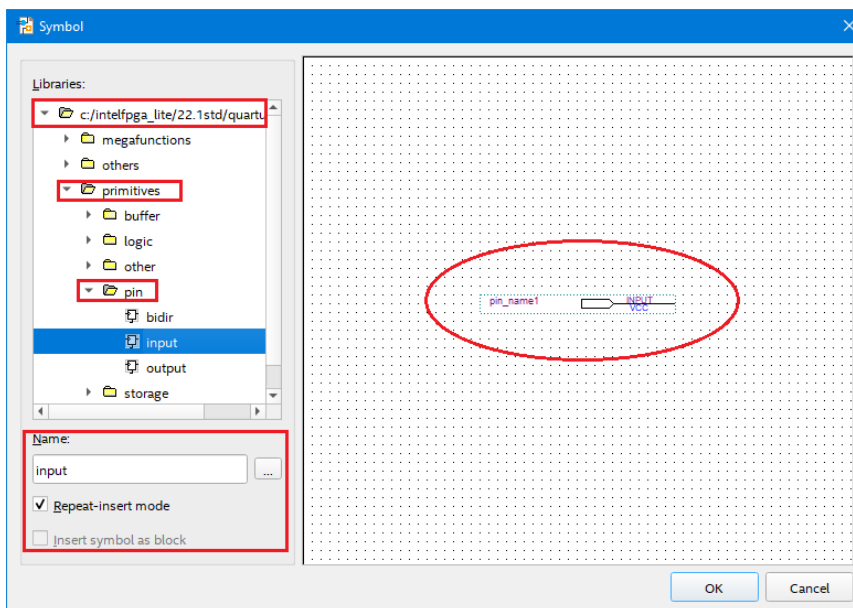 Symbol
Libraries:
c:/intelfpga_lite/22.1std/quartu
megafunctions
others
primitives
buffer
logic
other
pin
bidir
input
output
storage
Name:
input
...
Repeat-insert mode
Insert symbol as block
pin_name1
INPUT
VCC
OK
Cancel